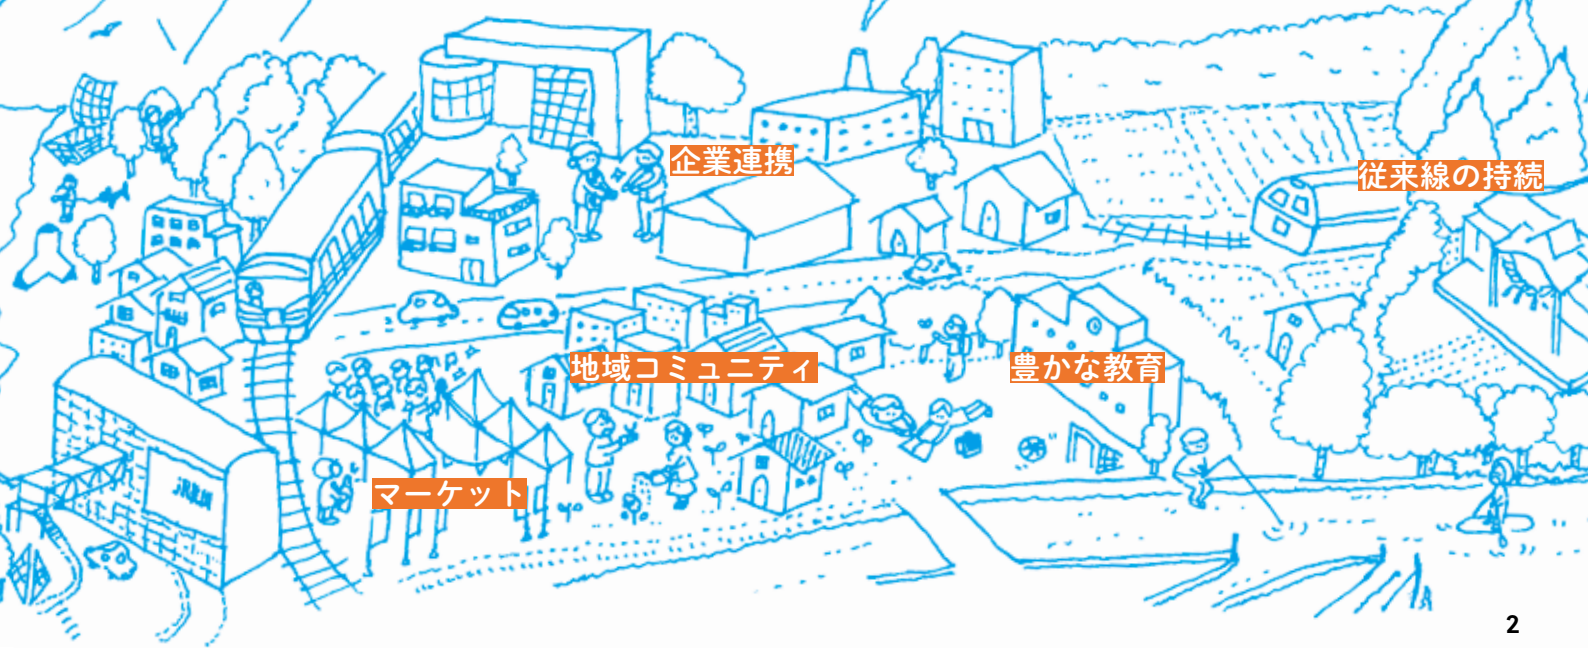 企業連携
従来線の持続
地域コミュニティ
豊かな教育
マーケット
2